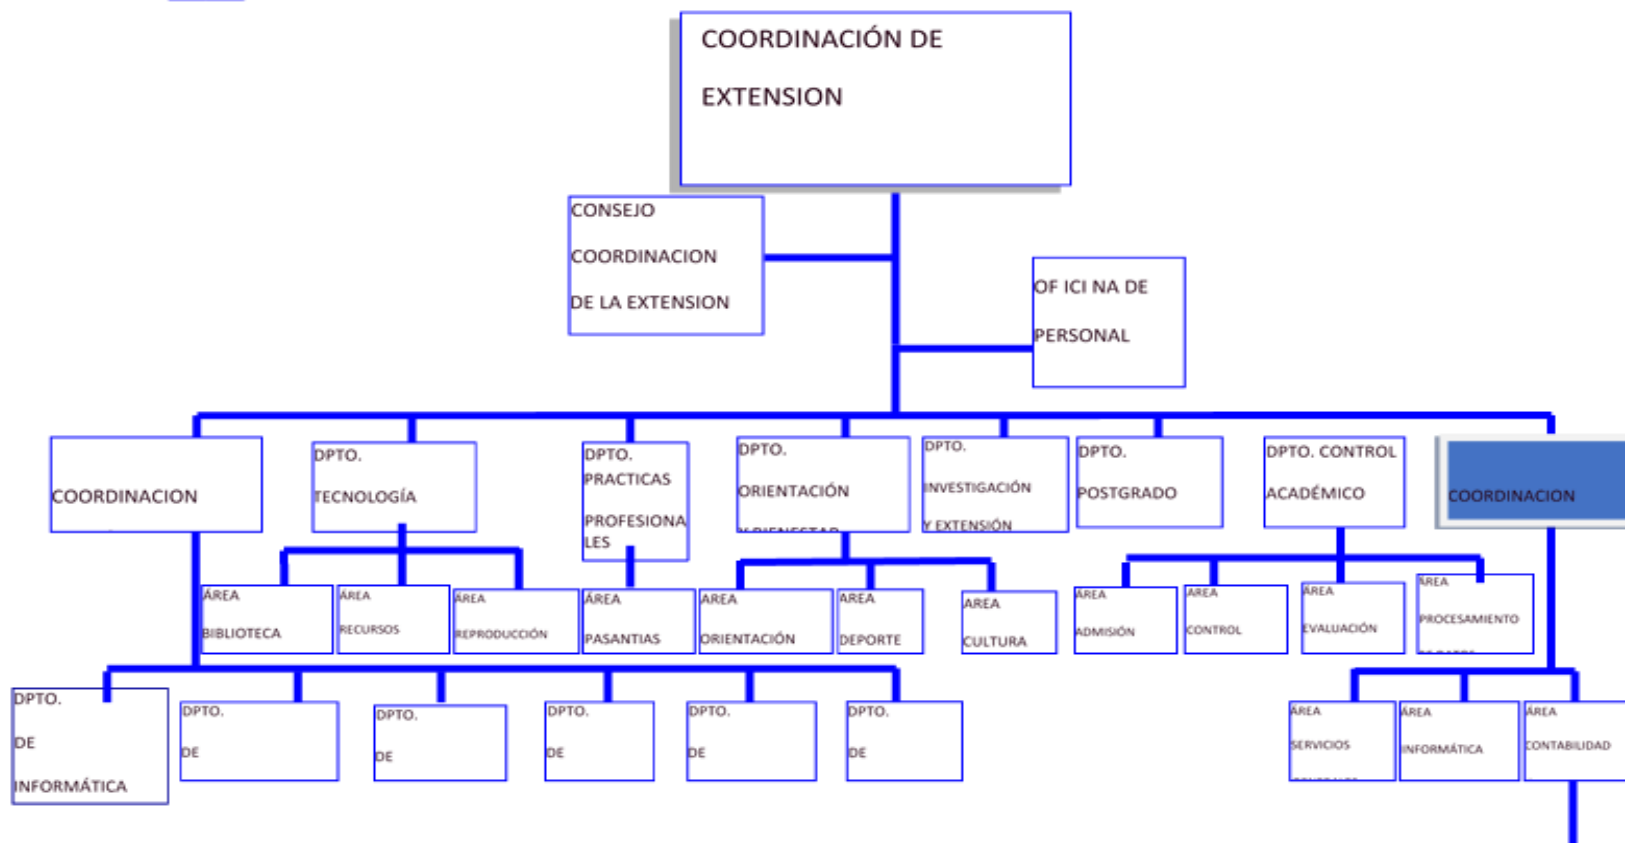 COORDINACIÓN DE
EXTENSION
CONSEJO
COORDINACION
DE LA EXTENSION
OF ICI NA DE
PERSONAL
COORDINACION
DPTO.
TECNOLOGÍA
DPTO.
PRACTICAS
PROFESIONA
LES
DPTO.
ORIENTACIÓN
Y BIENESTAR
DPTO.
INVESTIGACIÓN
Y EXTENSIÓN
DPTO.
POSTGRADO
DPTO. CONTROL
ACADÉMICO
COORDINACION
ÁREA
BIBLIOTECA
ÁREA
RECURSOS
AREA
REPRODUCCIÓN
ÁREA
PASANTIAS
AREA
ORIENTACIÓN
AREA
DEPORTE
AREA
CULTURA
ÁREA
ADMISIÓN
ÁREA
CONTROL
ÁREA
EVALUACIÓN
ÁREA
PROCESAMIENTO
DPTO.
DE
INFORMÁTICA
DPTO.
DE
DPTO.
DE
DPTO.
DE
DPTO.
DE
DPTO.
DE
ÁREA
SERVICIOS
ÁREA
INFORMÁTICA
ÁREA
CONTABILIDAD